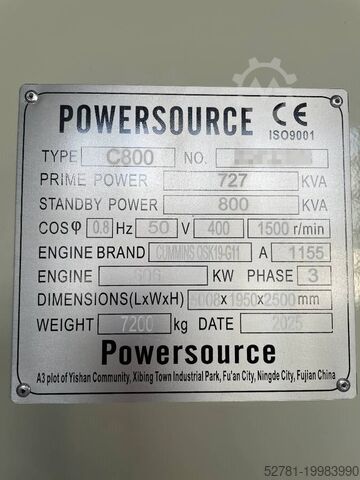 POWERSOURCE CE
ISO9001
TYPE C800 NO.
PRIME POWER 727 KVA
STANDBY POWER 800 KVA
COSφ 0.8 Hz 50 V 400 1500 r/min
ENGINE BRAND CUMMINS QSK19-G11 A 1155
ENGINE 606 KW PHASE 3
DIMENSIONS(LxWxH) 5008x1950x2500 mm
WEIGHT 7200 kg DATE 2025
Powersource
A3 plot of Yishan Community, Xibing Town Industrial Park, Fu'an City, Ningde City, Fujian China
52781-19983990